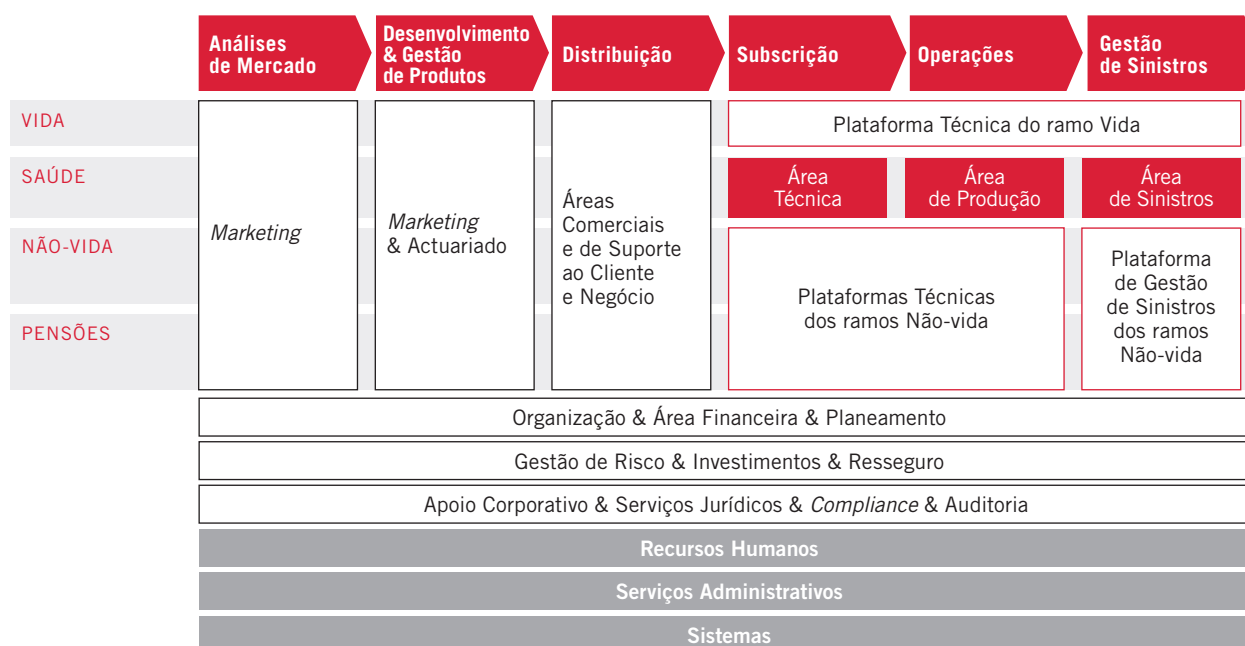 Análises
de Mercado
Desenvolvimento
& Gestão
de Produtos
Distribuição
Subscrição
Operações
Gestão
de Sinistros
VIDA
SAÚDE
NÃO-VIDA
PENSÕES
Marketing
Marketing
& Actuariado
Áreas
Comerciais
e de Suporte
ao Cliente
e Negócio
Plataforma Técnica do ramo Vida
Área
Técnica
Área
de Produção
Área
de Sinistros
Plataformas Técnicas
dos ramos Não-vida
Plataforma
de Gestão
de Sinistros
dos ramos
Não-vida
Organização & Área Financeira & Planeamento
Gestão de Risco & Investimentos & Resseguro
Apoio Corporativo & Serviços Jurídicos & Compliance & Auditoria
Recursos Humanos
Serviços Administrativos
Sistemas